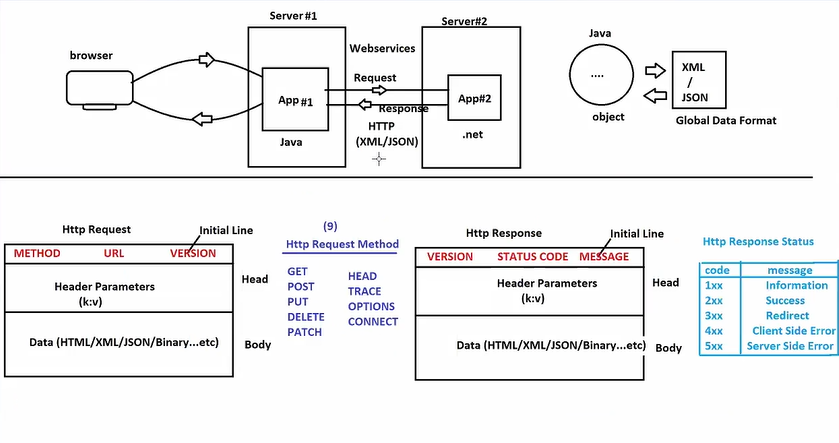 Server#1
Server#2
browser
Webservices
Request
App#1
App#2
Response
HTTP
(XML/JSON)
Java
.net
Java
....
object
XML
/
JSON
Global Data Format
Http Request
Initial Line
METHOD URL VERSION
Header Parameters
(k:v)
Head
Data (HTML/XML/JSON/Binary...etc)
Body
(9)
Http Request Method
GET
POST
PUT
DELETE
PATCH
HEAD
TRACE
OPTIONS
CONNECT
Http Response
Initial Line
VERSION STATUS CODE MESSAGE
Header Parameters
(k:v)
Head
Data (HTML/XML/JSON/Binary...etc)
Body
Http Response Status
code message
1xx Information
2xx Success
3xx Redirect
4xx Client Side Error
5xx Server Side Error